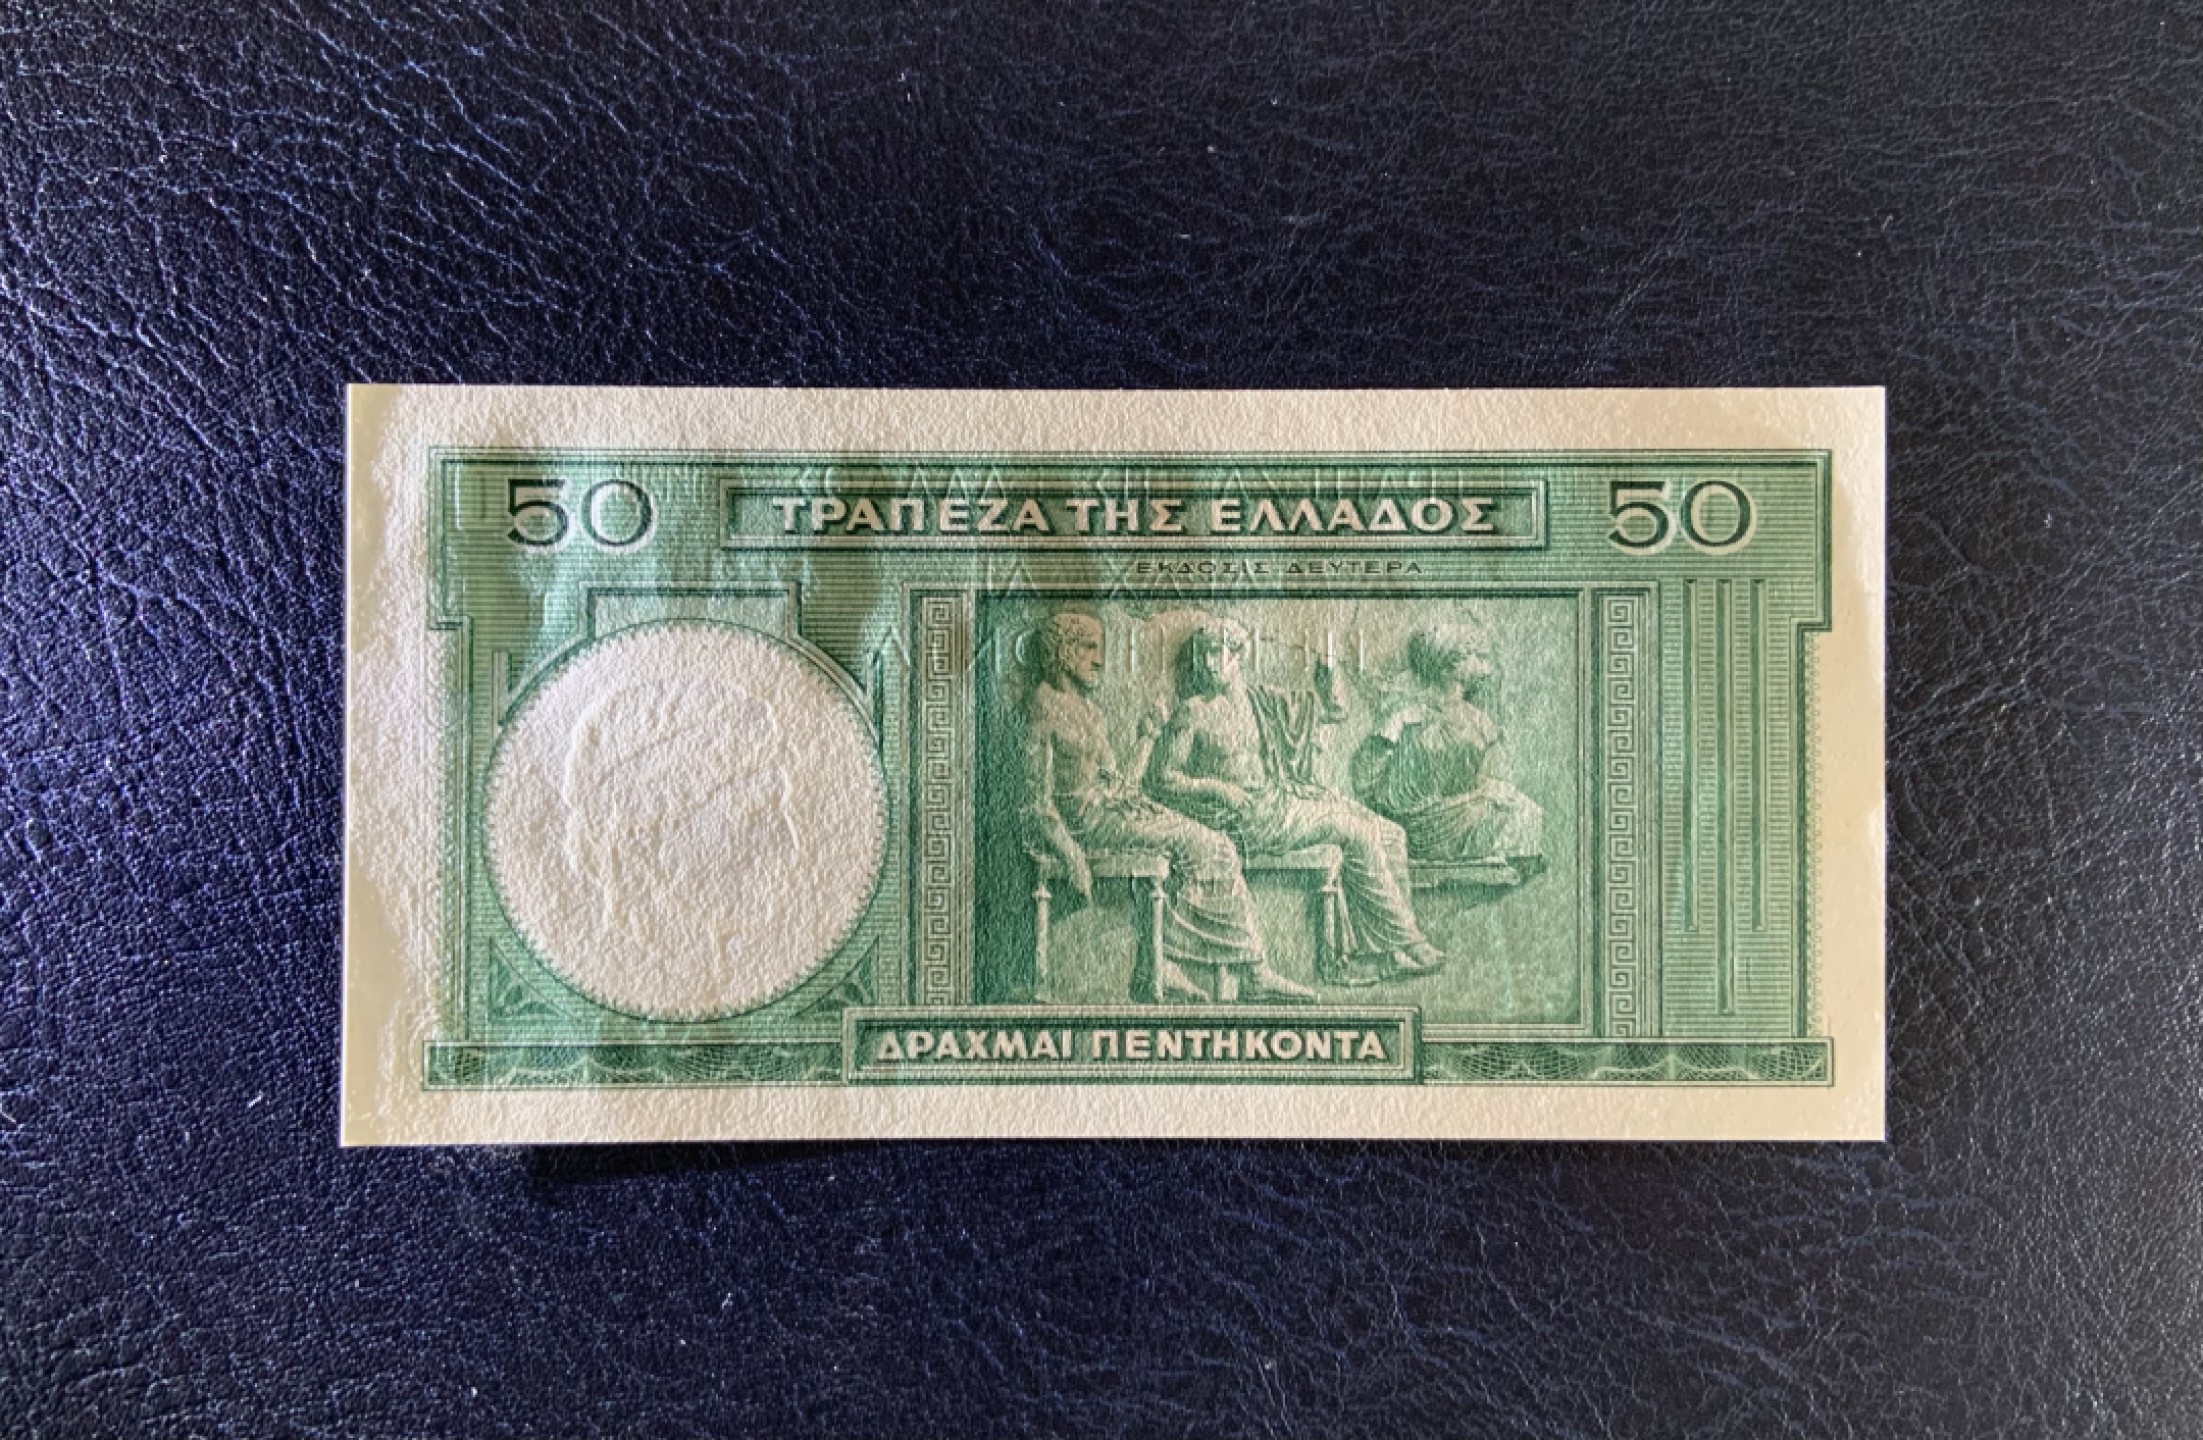 50 ΤΡΑΠΕΖΑ ΤΗΣ ΕΛΛΑΔΟΣ 50
ΕΚΔΟΣΙΣ ΔΕΥΤΕΡΑ
ΔΡΑΧΜΑΙ ΠΕΝΤΗΚΟΝΤΑ